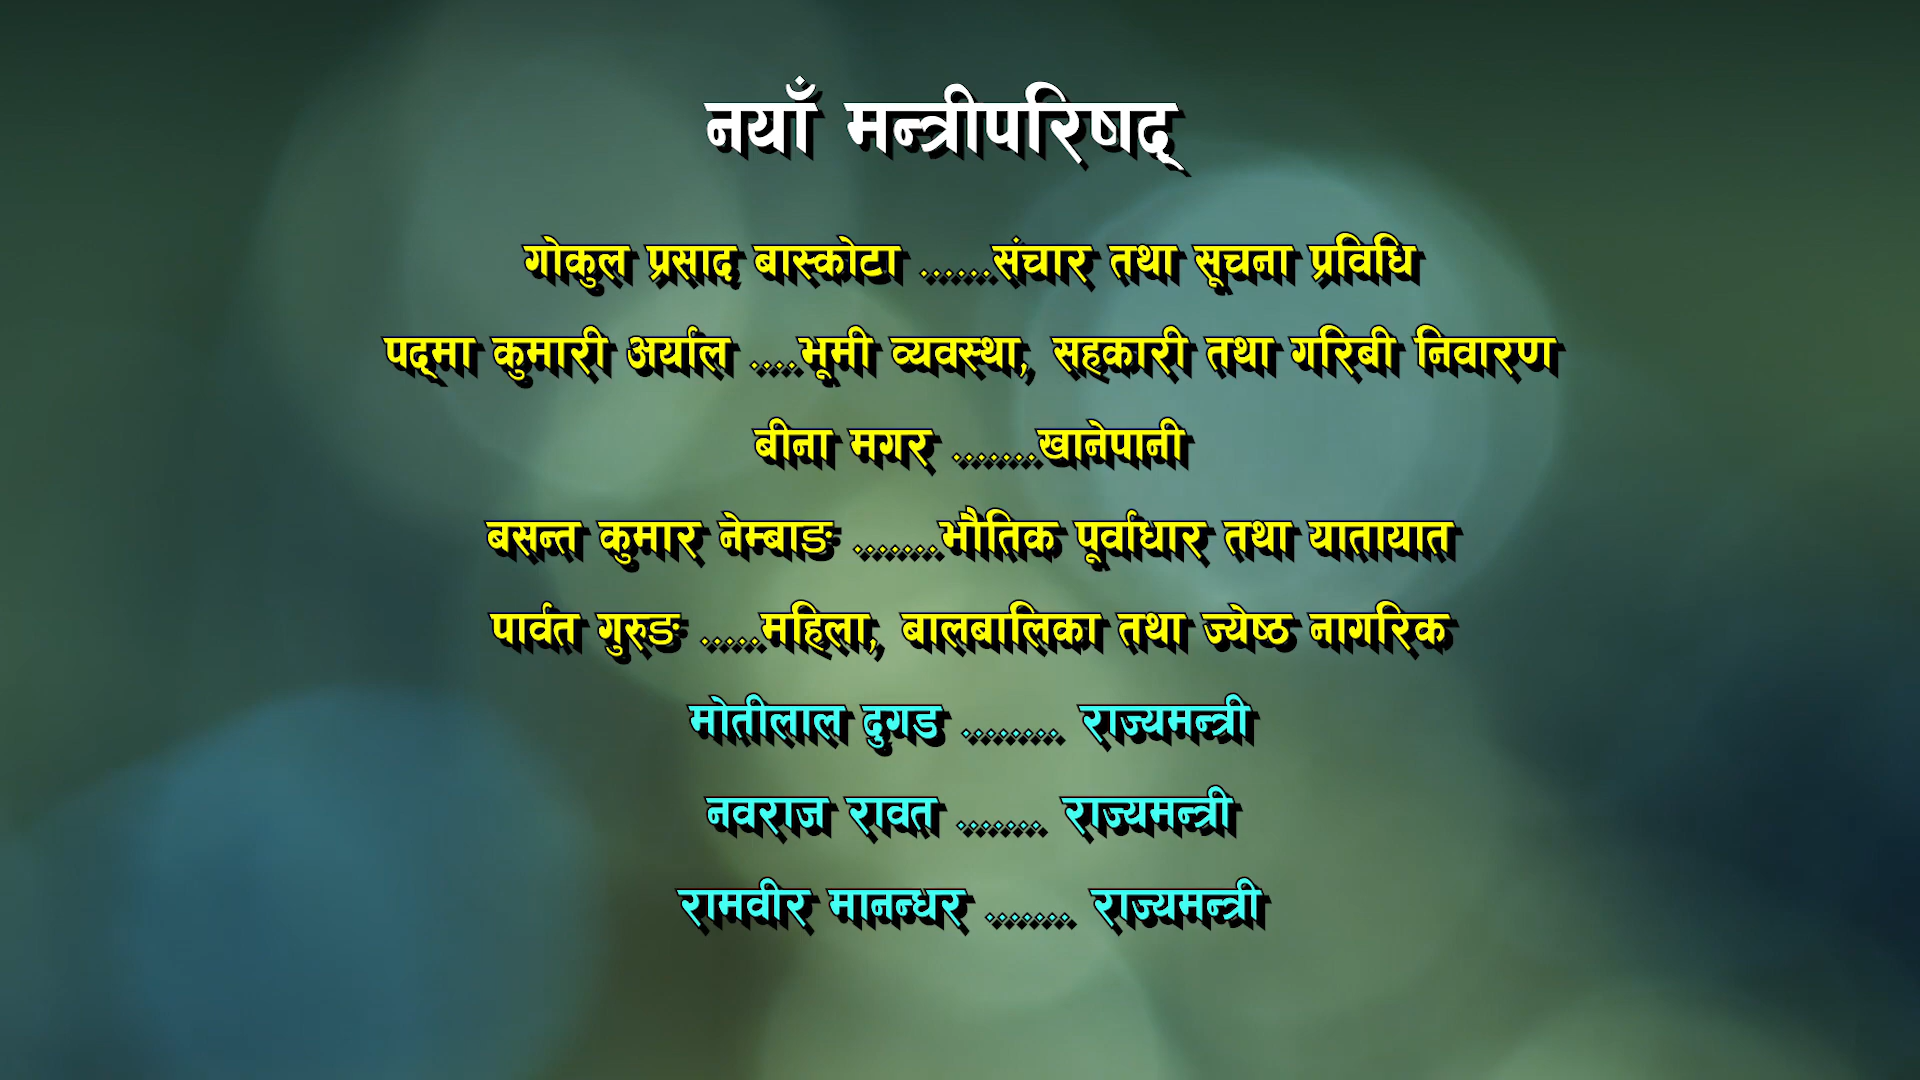 नयाँ मन्त्रीपरिषद्
गोकुल प्रसाद बास्कोटा ......संचार तथा सूचना प्रविधि
पद्मा कुमारी अर्याल ....भूमी व्यवस्था, सहकारी तथा गरिबी निवारण
बीना मगर .......खानेपानी
बसन्त कुमार नेम्बाङ .......भौतिक पूर्वाधार तथा यातायात
पार्वत गुरुङ .....महिला, बालबालिका तथा ज्येष्ठ नागरिक
मोतीलाल दुगड ........ राज्यमन्त्री
नवराज रावत ....... राज्यमन्त्री
रामवीर मानन्धर ....... राज्यमन्त्री